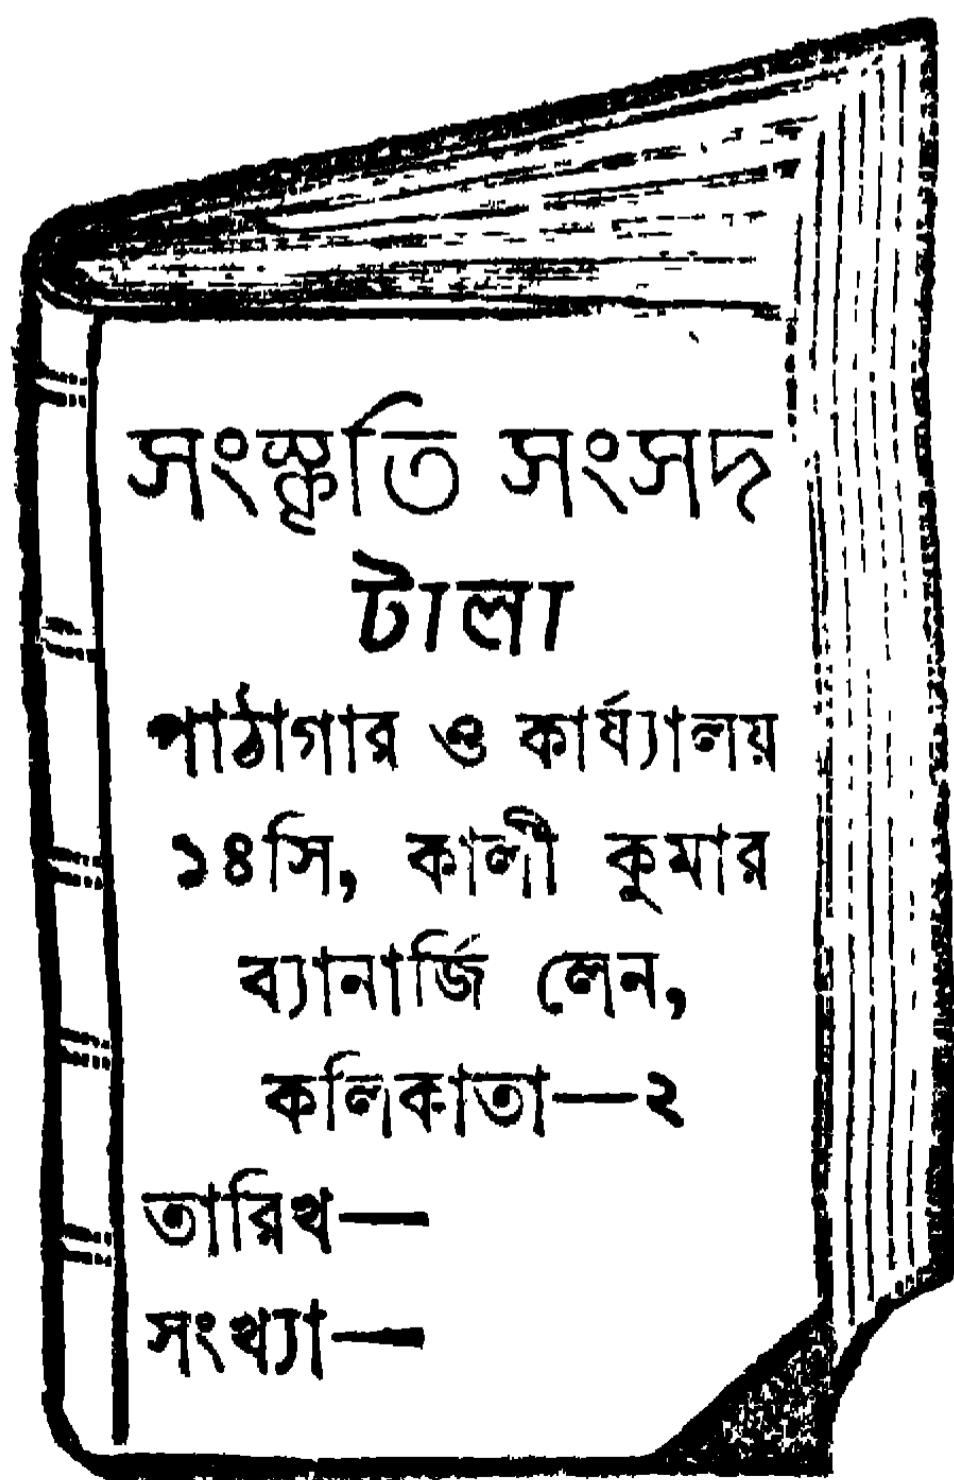 সংস্কৃতি সংসদ
টালা
পাঠাগার ও কার্য্যালয়
১৪সি, কালী কুমার
ব্যানার্জি লেন,
কলিকাতা—২
তারিখ—
সংখ্যা—